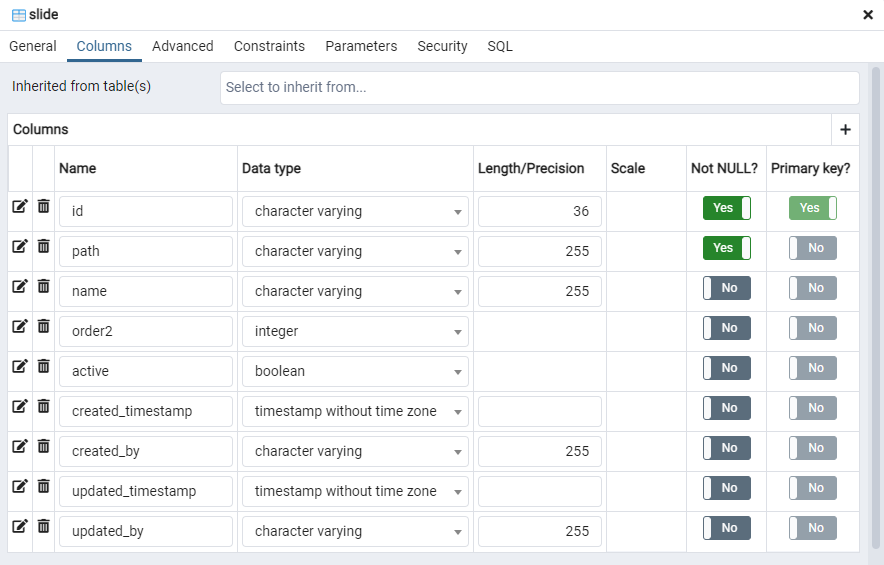 slide
General Columns Advanced Constraints Parameters Security SQL
Inherited from table(s) Select to inherit from...
Columns
Name Data type Length/Precision Scale Not NULL? Primary key?
id character varying 36 Yes Yes
path character varying 255 Yes No
name character varying 255 No No
order2 integer No No
active boolean No No
created_timestamp timestamp without time zone No No
created_by character varying 255 No No
updated_timestamp timestamp without time zone No No
updated_by character varying 255 No No